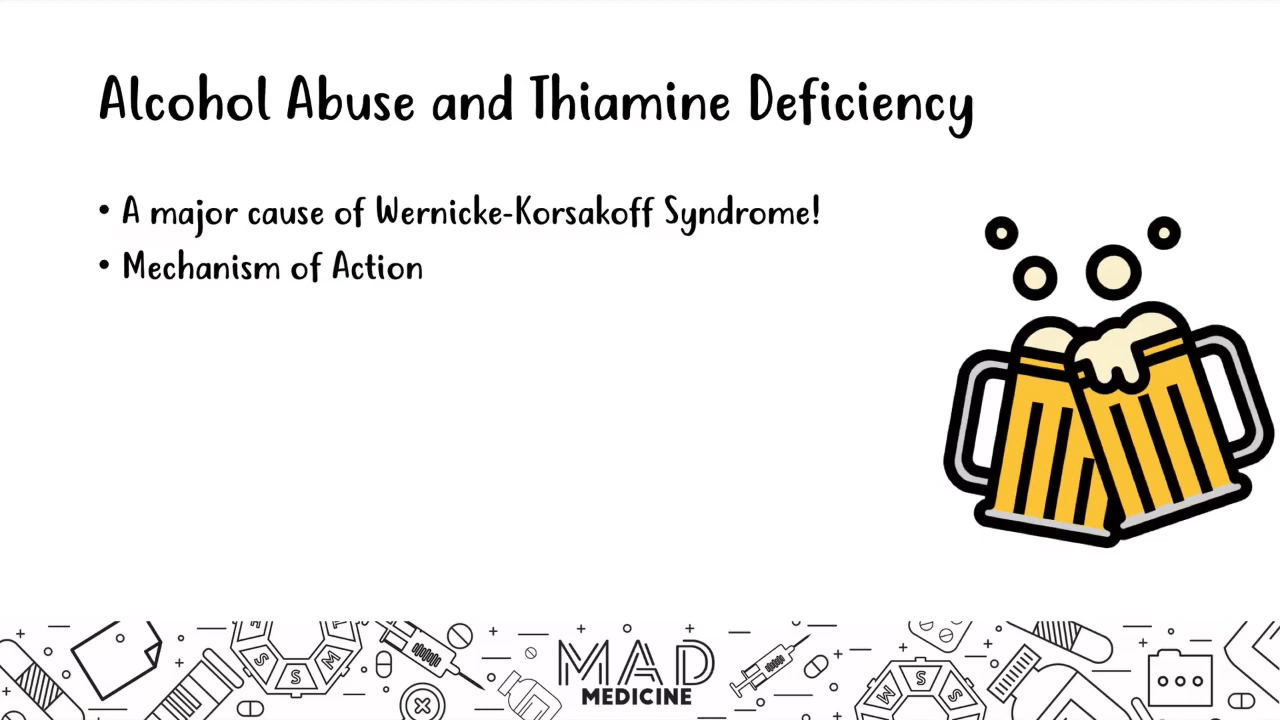 Alcohol Abuse and Thiamine Deficiency
• A major cause of Wernicke-Korsakoff Syndrome!
• Mechanism of Action
S
S
M
MAD
MEDICINE
M
S
S